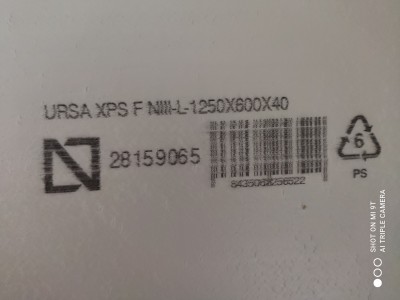 URSA XPS F NIII-L-1250X600X40
N 28159065
6
PS
SHOT ON MI 9T
AI TRIPLE CAMERA